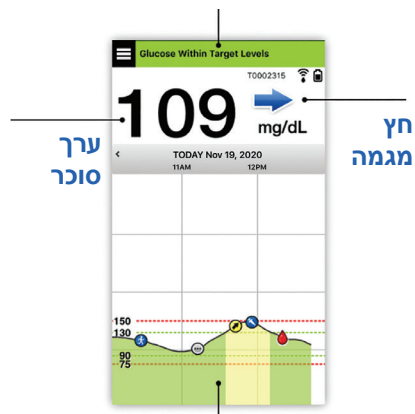 Glucose Within Target Levels
T0002315
109
mg/dL
חץ
מגמה
ערך
סוכר
TODAY Nov 19, 2020
11AM 12PM
150
130
90
75